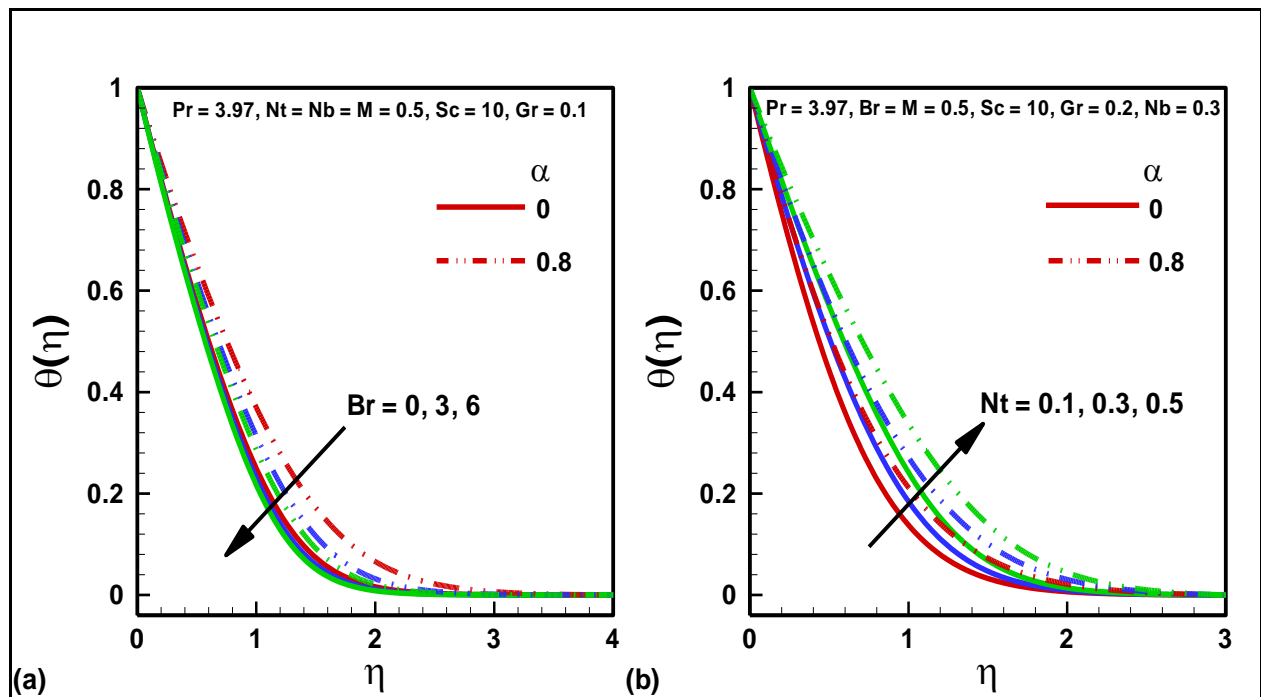 Pr = 3.97, Nt = Nb = M = 0.5, Sc = 10, Gr = 0.1
α
0
0.8
Br = 0, 3, 6
θ(η)
1
0.8
0.6
0.4
0.2
0
0 1 2 3 4
η
(a)
Pr = 3.97, Br = M = 0.5, Sc = 10, Gr = 0.2, Nb = 0.3
α
0
0.8
Nt = 0.1, 0.3, 0.5
θ(η)
1
0.8
0.6
0.4
0.2
0
0 1 2 3
η
(b)